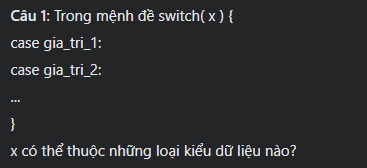 Câu 1: Trong mệnh đề switch( x ) {
case gia_tri_1:
case gia_tri_2:
...
}
x có thể thuộc những loại kiểu dữ liệu nào?